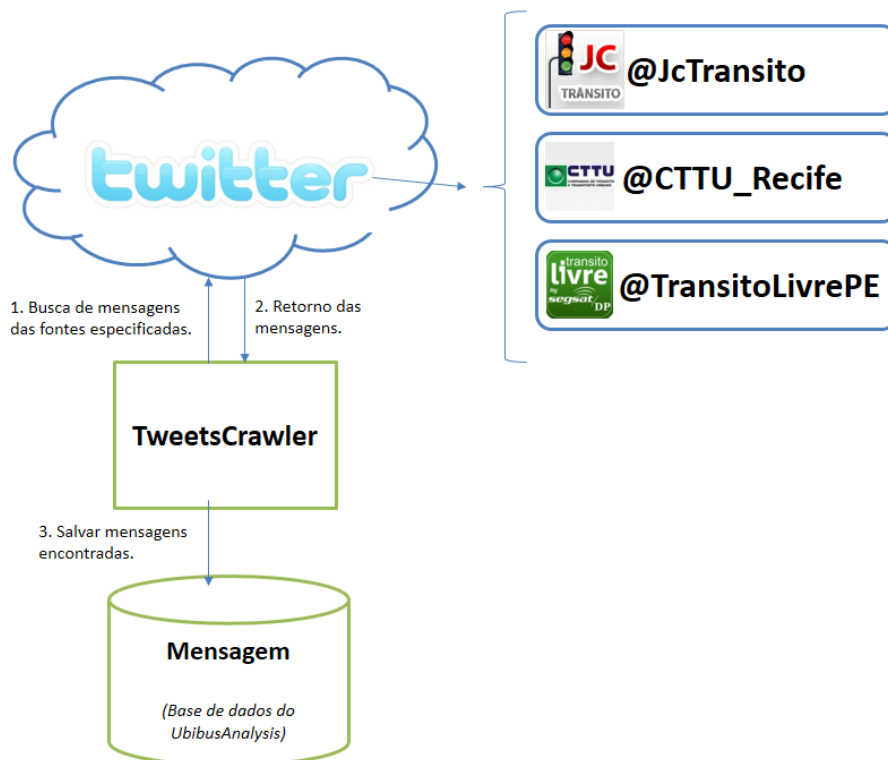 twitter
JC
TRÂNSITO
@JcTransito
CTTU
@CTTU_Recife
transito
livre
by
segsat
DP
@TransitoLivrePE
1. Busca de mensagens
das fontes especificadas.
2. Retorno das
mensagens.
TweetsCrawler
3. Salvar mensagens
encontradas.
Mensagem
(Base de dados do
UbibusAnalysis)